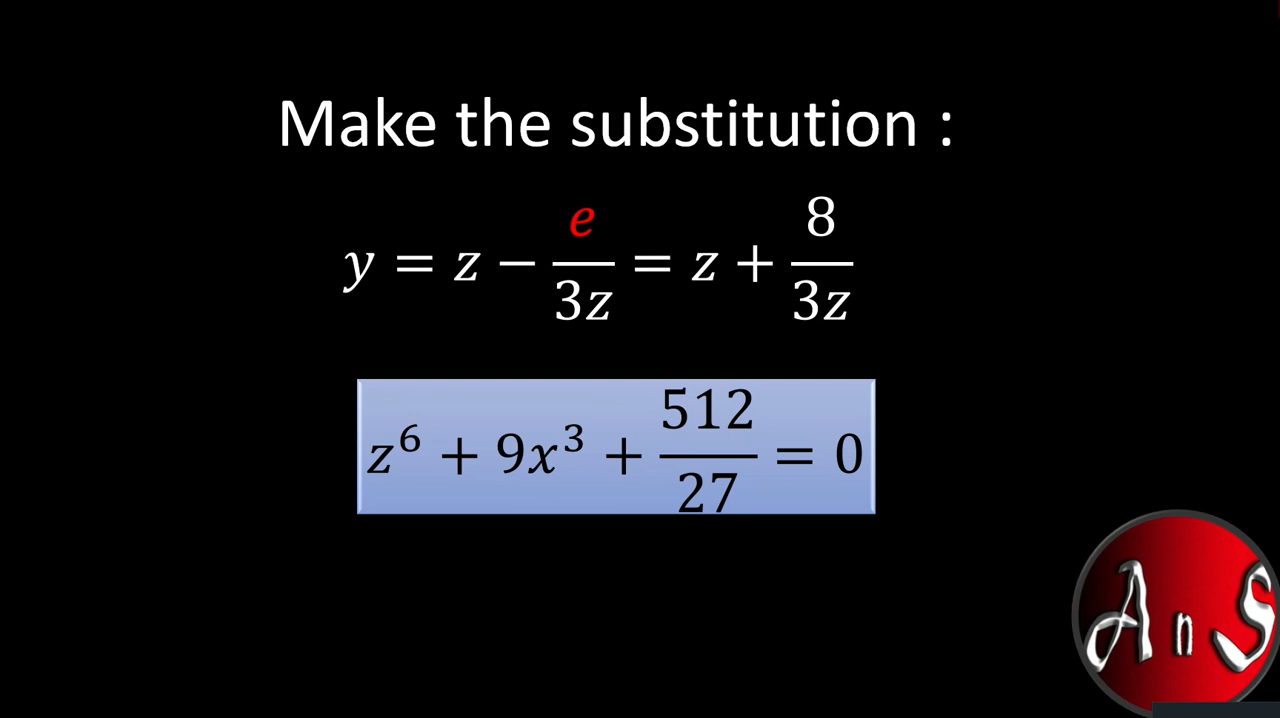 Make the substitution :
y = z − e/3z = z + 8/3z
z⁶ + 9x³ + 512/27 = 0
AnS